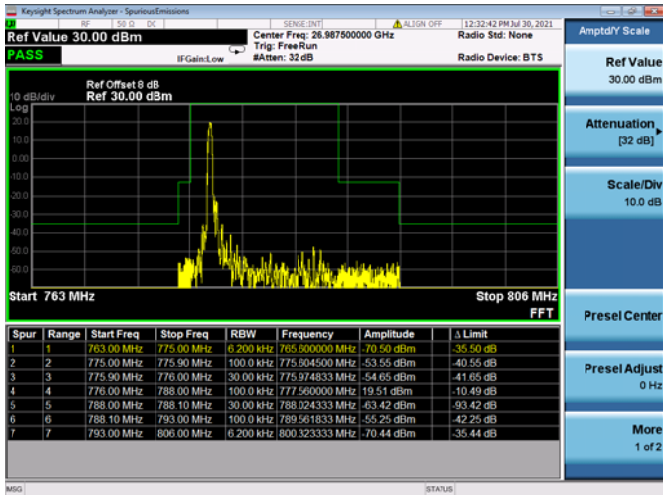 Keysight Spectrum Analyzer - SpuriousEmissions
RF 50 Ω DC SENSE:INT ALIGN OFF 12:32:42 PM Jul 30, 2021
Ref Value 30.00 dBm Center Freq: 26.987500000 GHz Radio Std: None
Trig: FreeRun
PASS IFGain:Low #Atten: 32dB Radio Device: BTS
Ref Offset 8 dB
10 dB/div Ref 30.00 dBm
Log
20.0
10.0
0.00
-10.0
-20.0
-30.0
-40.0
-50.0
-60.0
Start 763 MHz Stop 806 MHz
FFT
Spur Range Start Freq Stop Freq RBW Frequency Amplitude Δ Limit
1 1 763.00 MHz 775.00 MHz 6.200 kHz 765.800000 MHz -70.50 dBm -35.50 dB
2 2 775.00 MHz 775.90 MHz 100.0 kHz 775.604500 MHz -53.55 dBm -40.55 dB
3 3 775.90 MHz 776.00 MHz 30.00 kHz 775.974833 MHz -54.65 dBm -41.65 dB
4 4 776.00 MHz 788.00 MHz 100.0 kHz 777.560000 MHz 19.51 dBm -10.49 dB
5 5 788.00 MHz 788.10 MHz 30.00 kHz 788.024333 MHz -63.42 dBm -93.42 dB
6 6 788.10 MHz 793.00 MHz 100.0 kHz 789.561833 MHz -55.25 dBm -42.25 dB
7 7 793.00 MHz 806.00 MHz 6.200 kHz 800.323333 MHz -70.44 dBm -35.44 dB
MSG STATUS
Amptd/Y Scale
Ref Value
30.00 dBm
Attenuation
[32 dB]
Scale/Div
10.0 dB
Presel Center
Presel Adjust
0 Hz
More
1 of 2